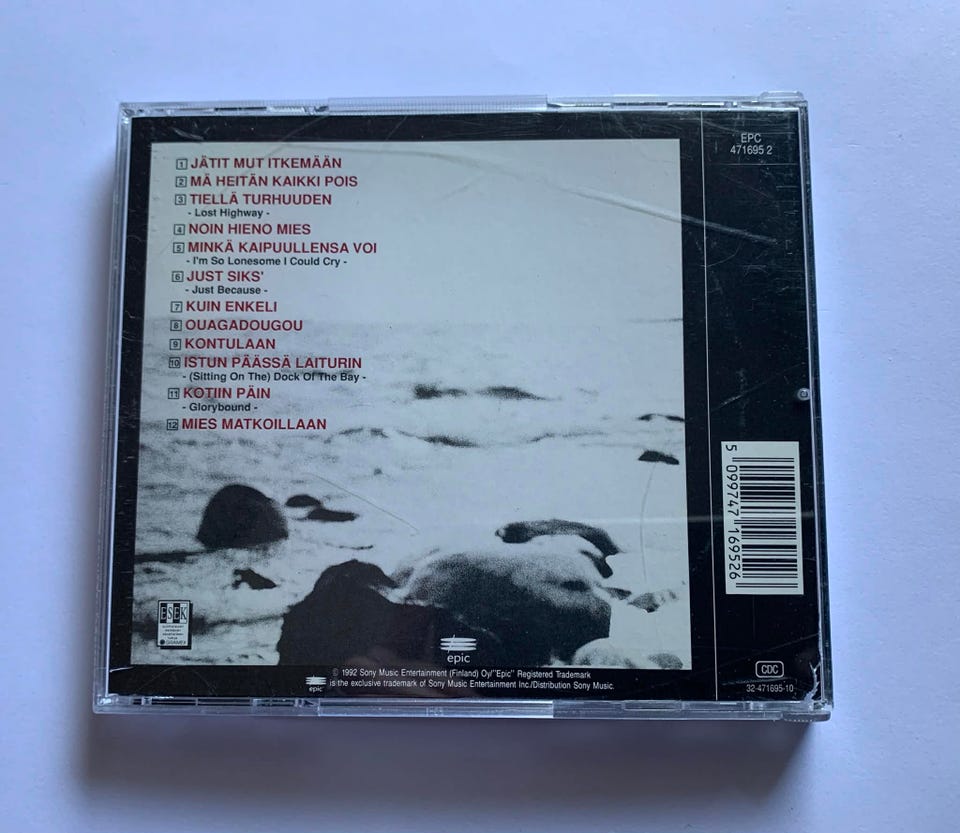 1 JÄTIT MUT ITKEMÄÄN
2 MÄ HEITÄN KAIKKI POIS
3 TIELLÄ TURHUUDEN
- Lost Highway -
4 NOIN HIENO MIES
5 MINKÄ KAIPUULLENSA VOI
- I'm So Lonesome I Could Cry -
6 JUST SIKS'
- Just Because -
7 KUIN ENKELI
8 OUAGADOUGOU
9 KONTULAAN
10 ISTUN PÄÄSSÄ LAITURIN
- (Sitting On The) Dock Of The Bay -
11 KOTIIN PÄIN
- Glorybound -
12 MIES MATKOILLAAN
EPC
471695 2
5 099747 169526
ESEK
GRAMEX
epic
© 1992 Sony Music Entertainment (Finland) Oy/"Epic" Registered Trademark
epic is the exclusive trademark of Sony Music Entertainment Inc./Distribution Sony Music.
CDC
32-471695-10